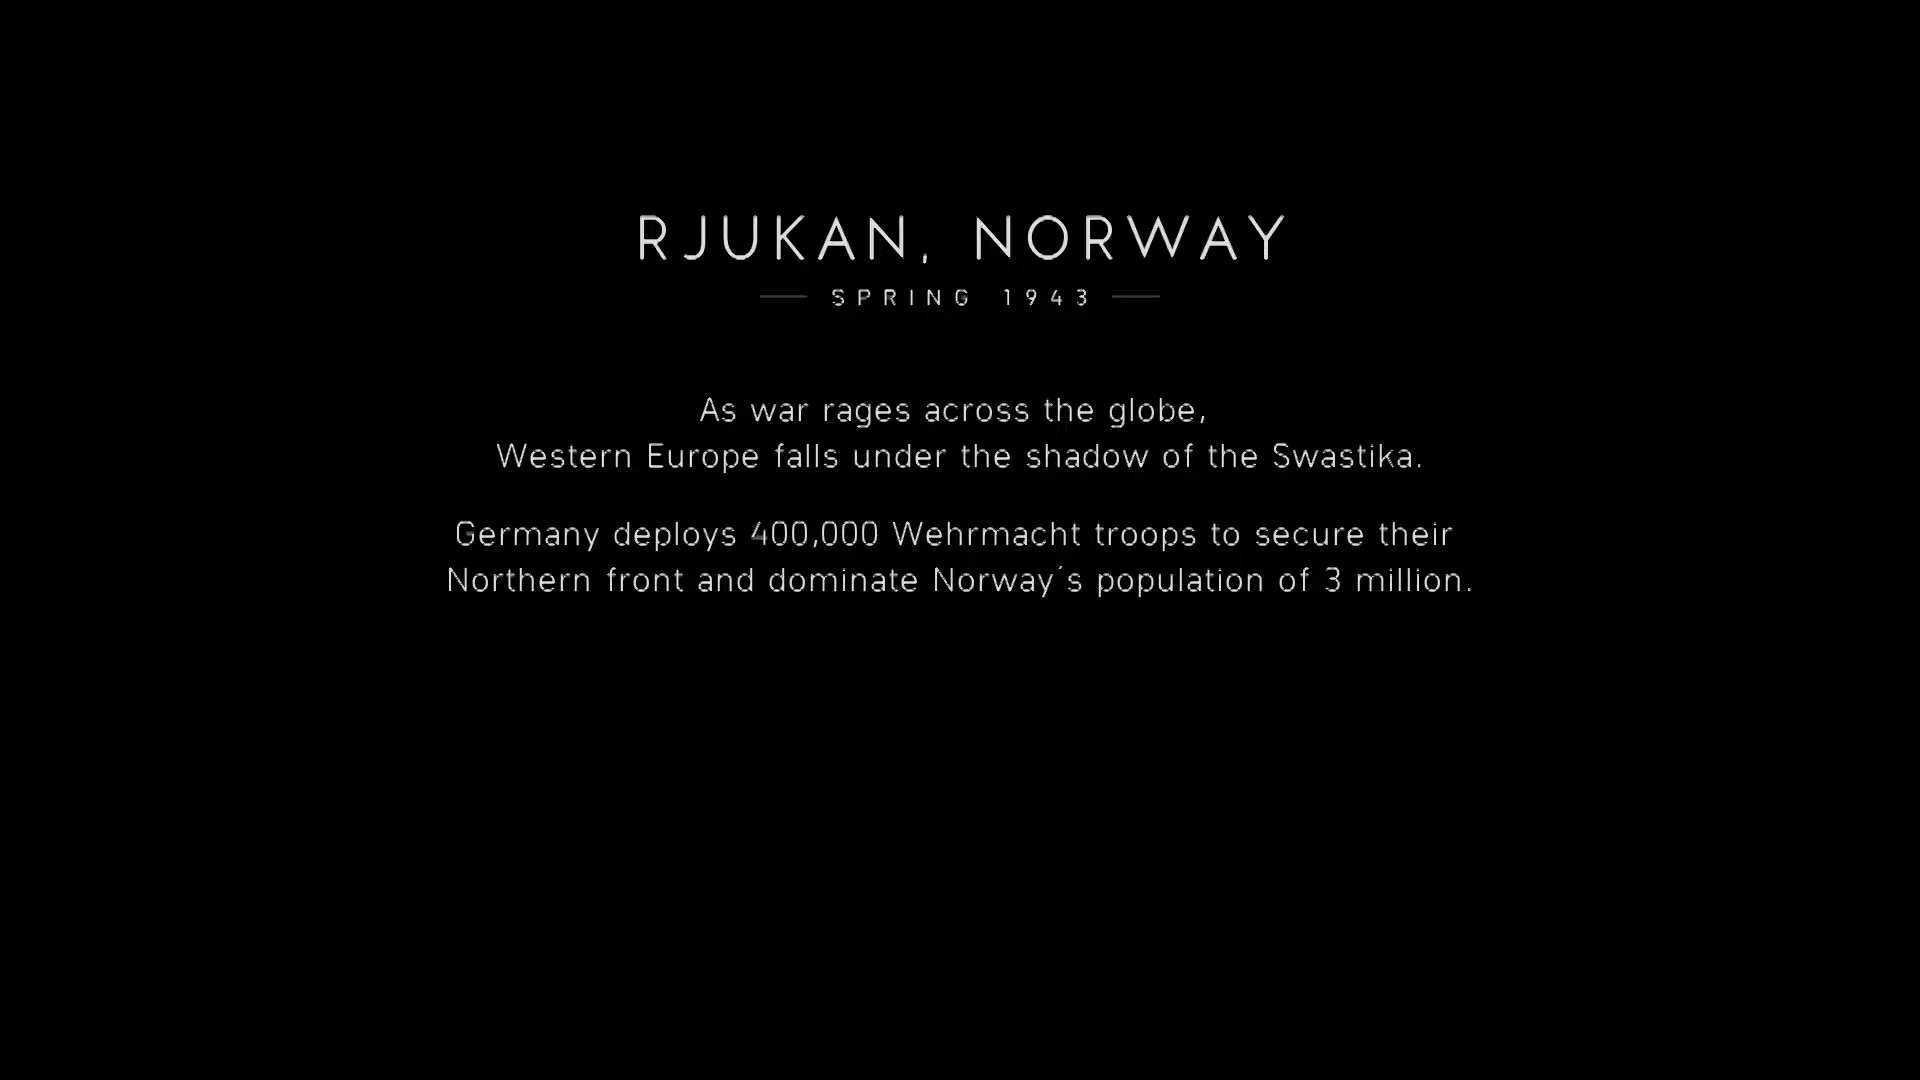 RJUKAN, NORWAY
SPRING 1943
As war rages across the globe,
Western Europe falls under the shadow of the Swastika.
Germany deploys 400,000 Wehrmacht troops to secure their
Northern front and dominate Norway´s population of 3 million.